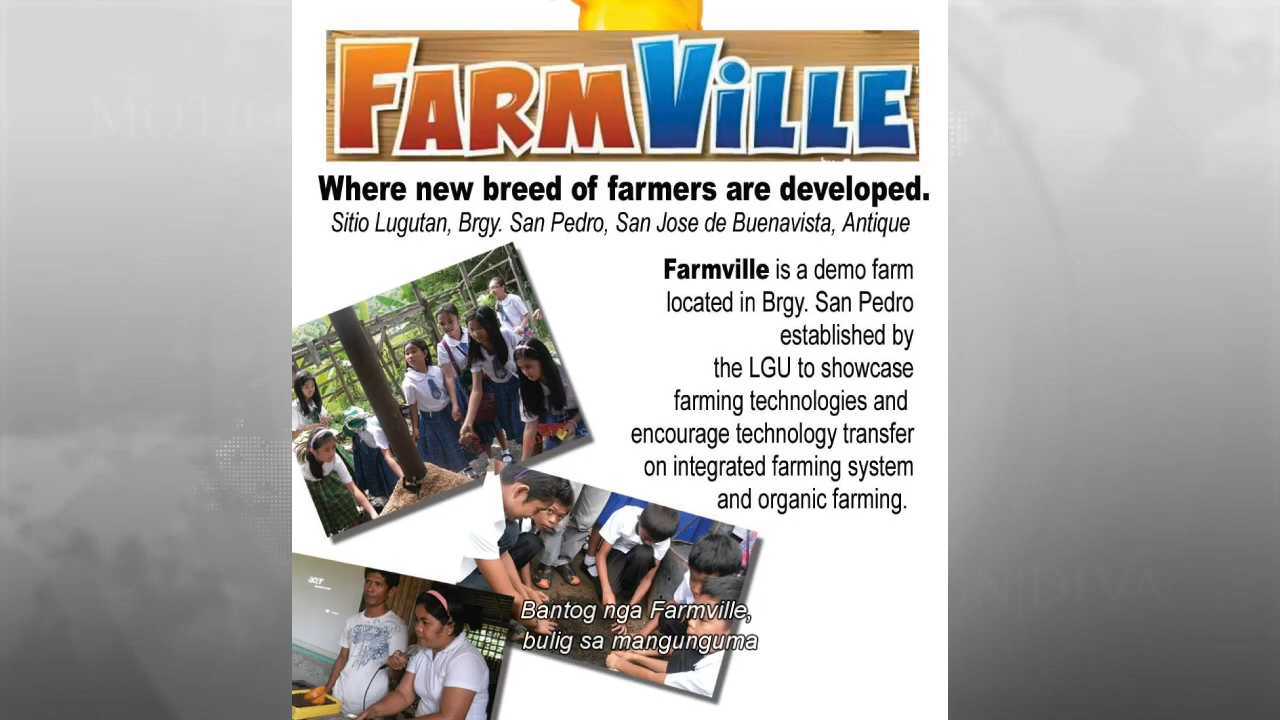 FARMVILLE
Where new breed of farmers are developed.
Sitio Lugutan, Brgy. San Pedro, San Jose de Buenavista, Antique
Farmville is a demo farm
located in Brgy. San Pedro
established by
the LGU to showcase
farming technologies and
encourage technology transfer
on integrated farming system
and organic farming.
acer
Bantog nga Farmville,
bulig sa mangunguma